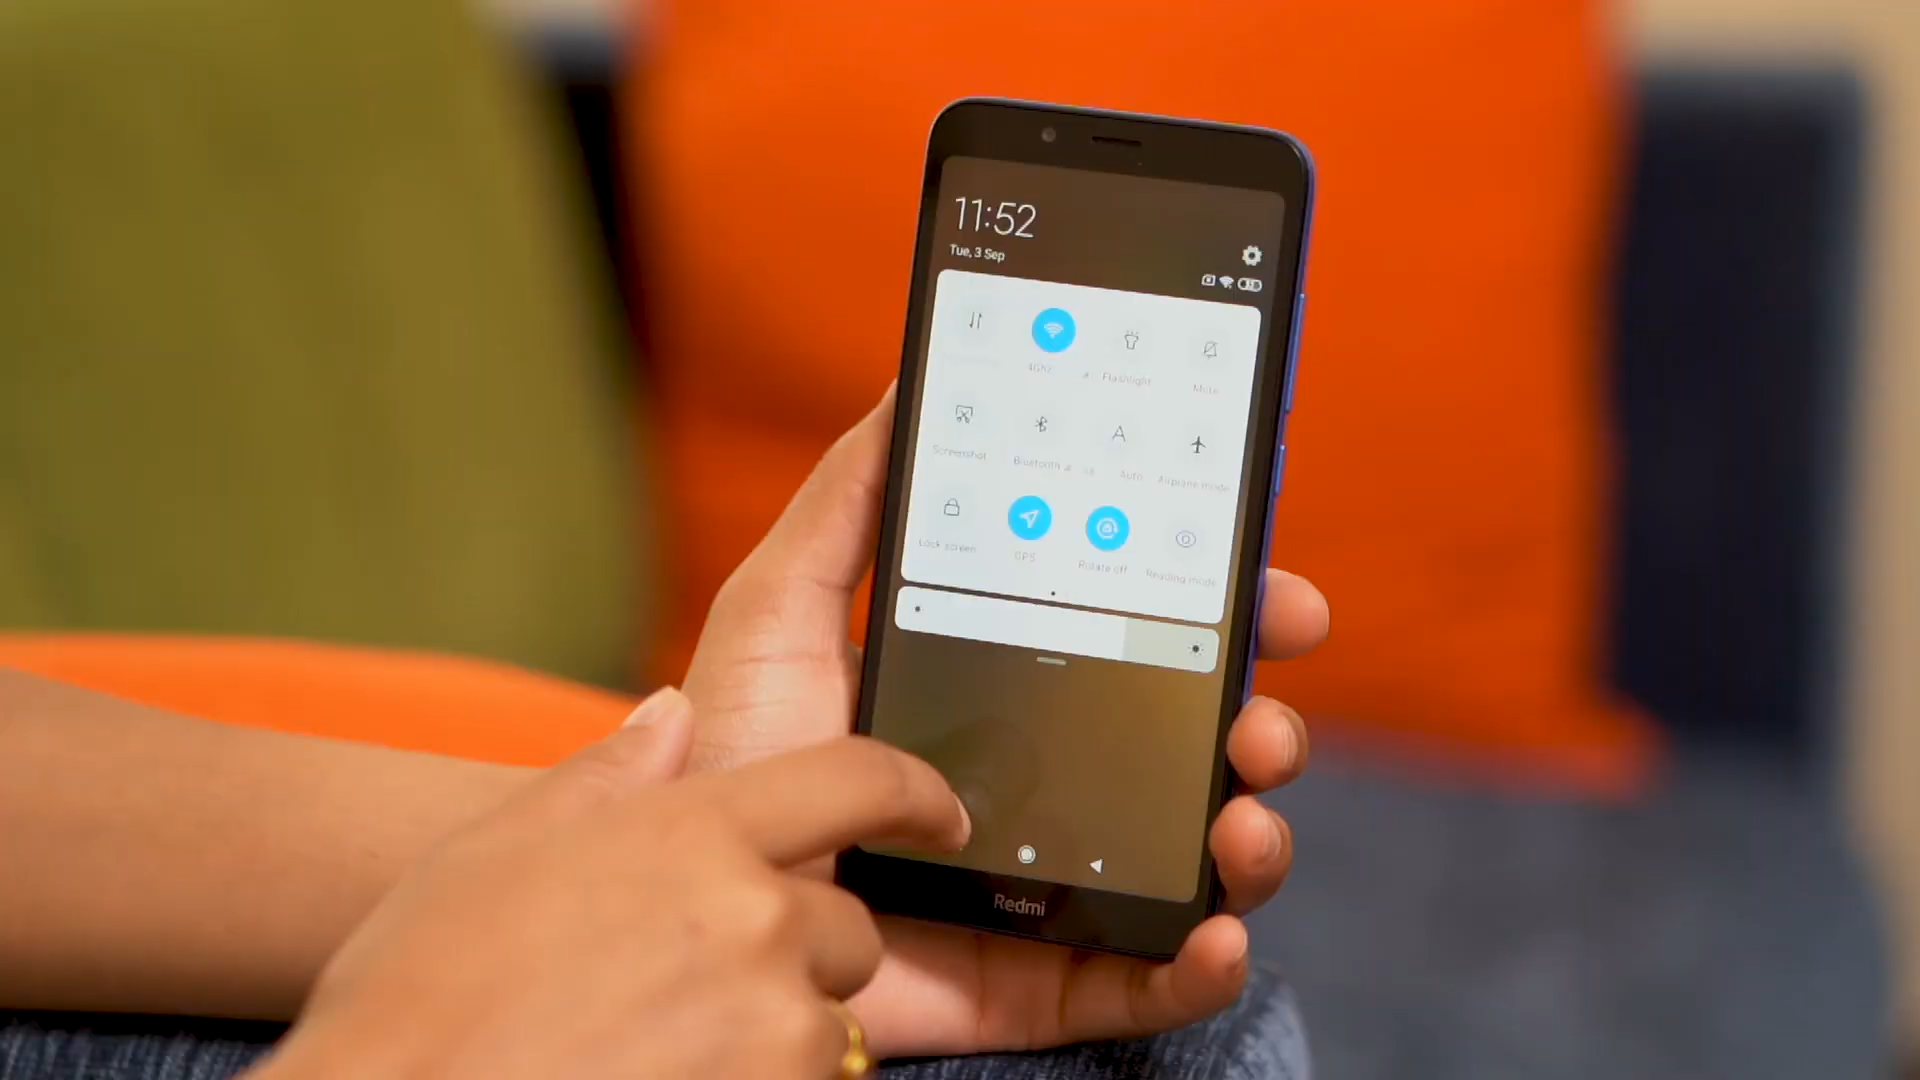 11:52
Tue, 3 Sep
Flashlight
Mute
Screenshot
Bluetooth
Auto
Airplane mode
Lock screen
GPS
Rotate off
Reading mode
Redmi